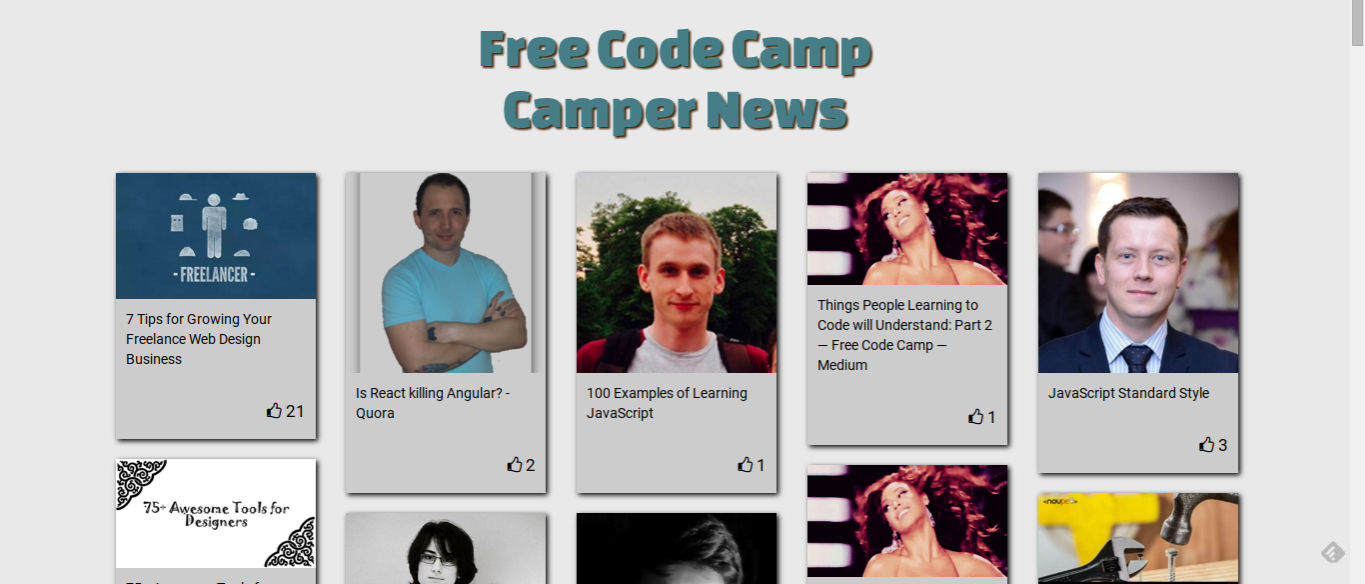 Free Code Camp
Camper News
- FREELANCER -
7 Tips for Growing Your
Freelance Web Design
Business
21
Is React killing Angular? -
Quora
2
100 Examples of Learning
JavaScript
1
Things People Learning to
Code will Understand: Part 2
— Free Code Camp —
Medium
1
JavaScript Standard Style
3
75+ Awesome Tools for
Designers